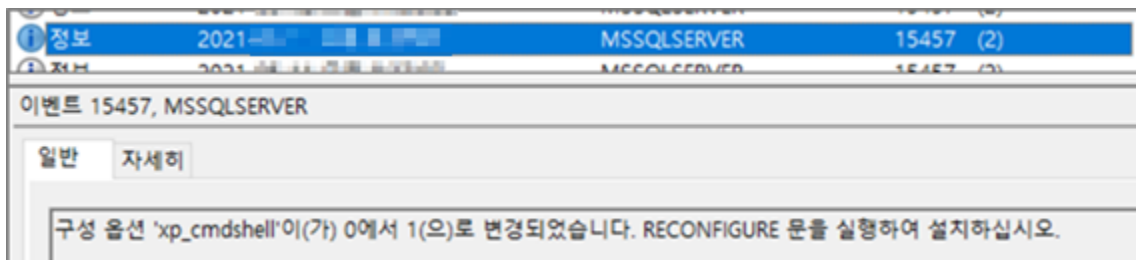 정보 2021- MSSQLSERVER 15457 (2)
이벤트 15457, MSSQLSERVER
일반 자세히
구성 옵션 'xp_cmdshell'이(가) 0에서 1(으)로 변경되었습니다. RECONFIGURE 문을 실행하여 설치하십시오.